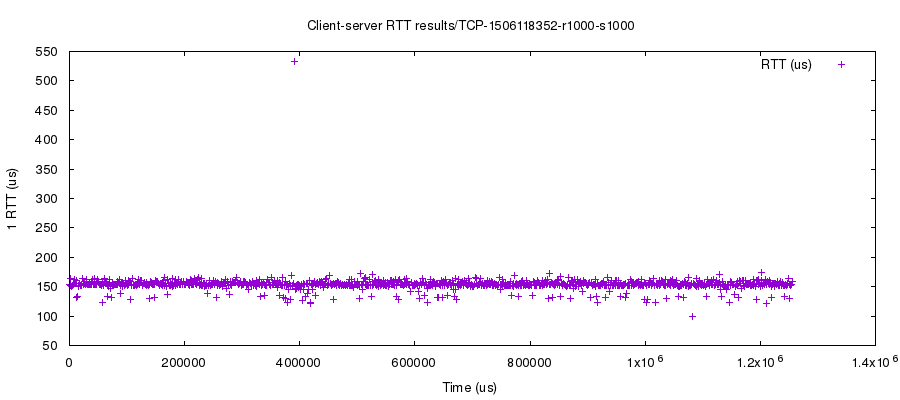 Client-server RTT results/TCP-1506118352-r1000-s1000
RTT (us)
1 RTT (us)
550
500
450
400
350
300
250
200
150
100
50
0 200000 400000 600000 800000 1x10^6 1.2x10^6 1.4x10^6
Time (us)